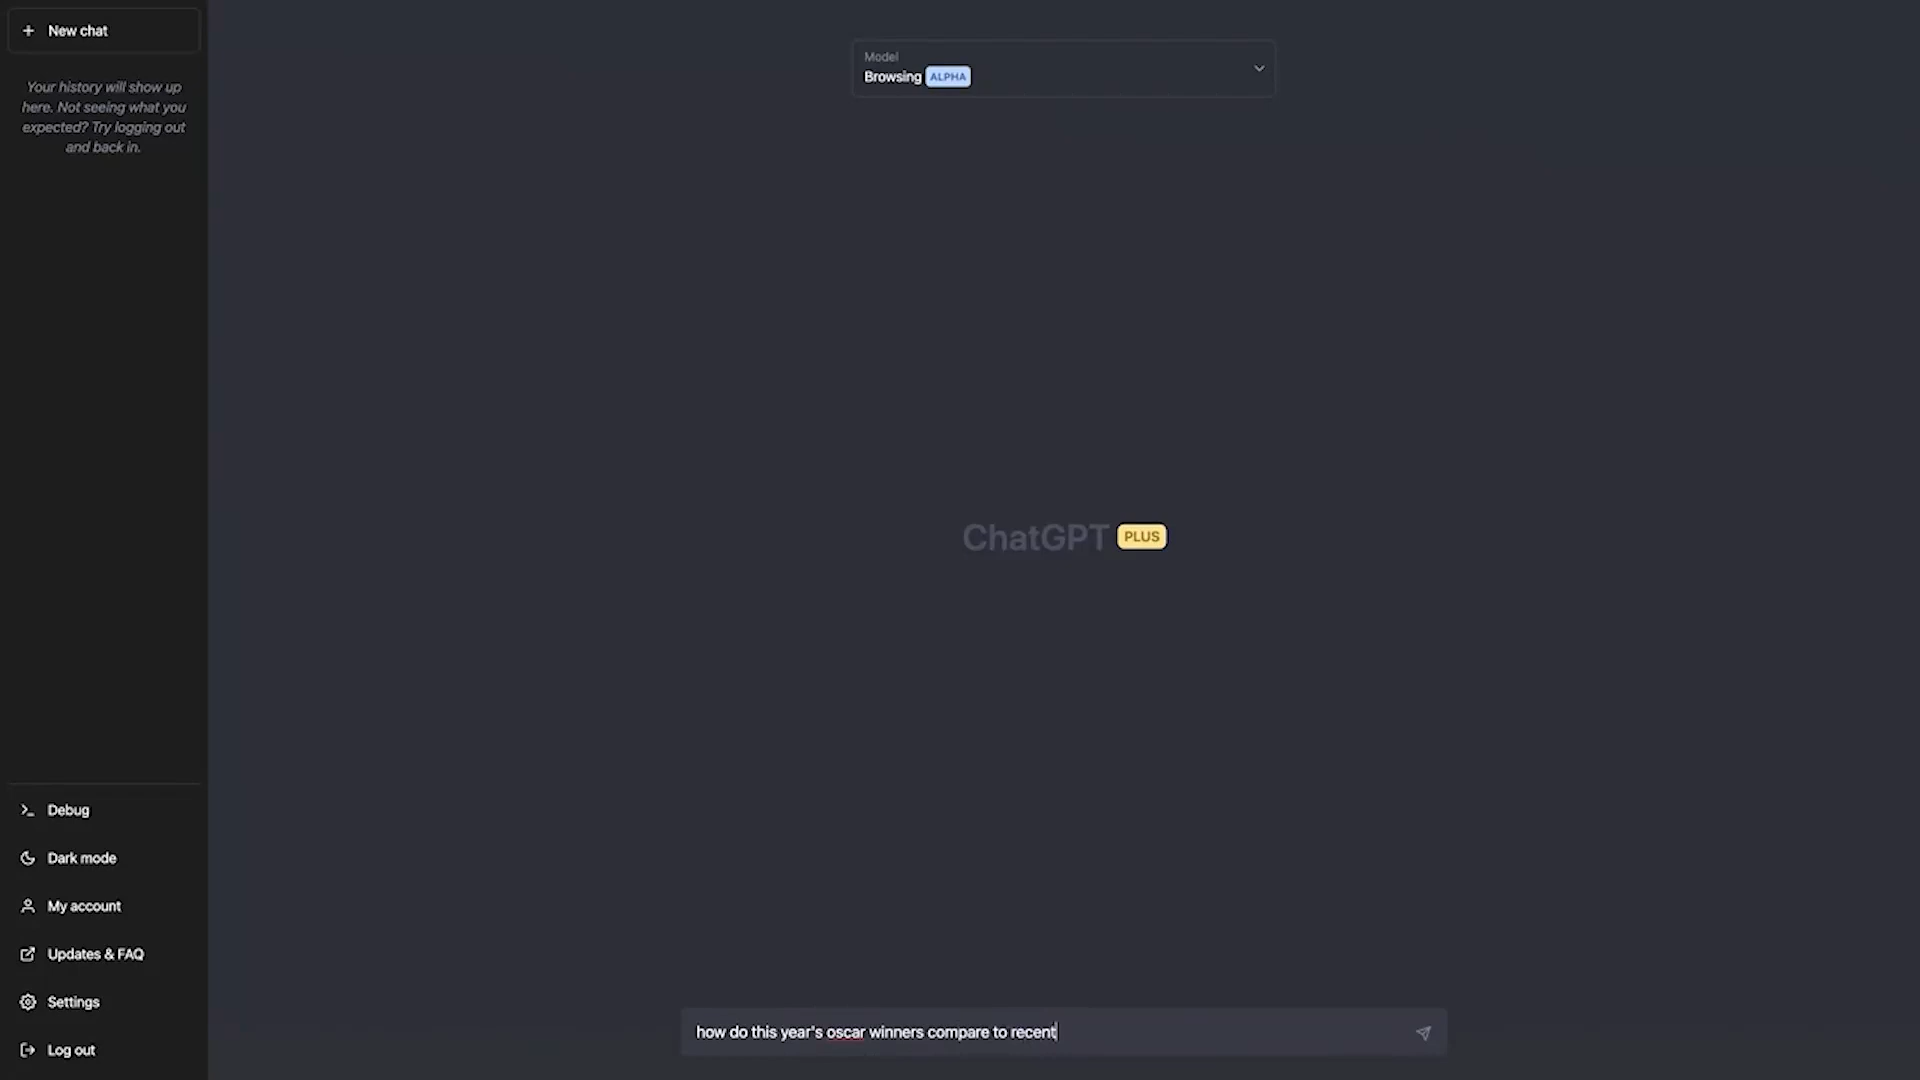 New chat
Your history will show up
here. Not seeing what you
expected? Try logging out
and back in.
Model
Browsing ALPHA
ChatGPT PLUS
Debug
Dark mode
My account
Updates & FAQ
Settings
Log out
how do this year's oscar winners compare to recent